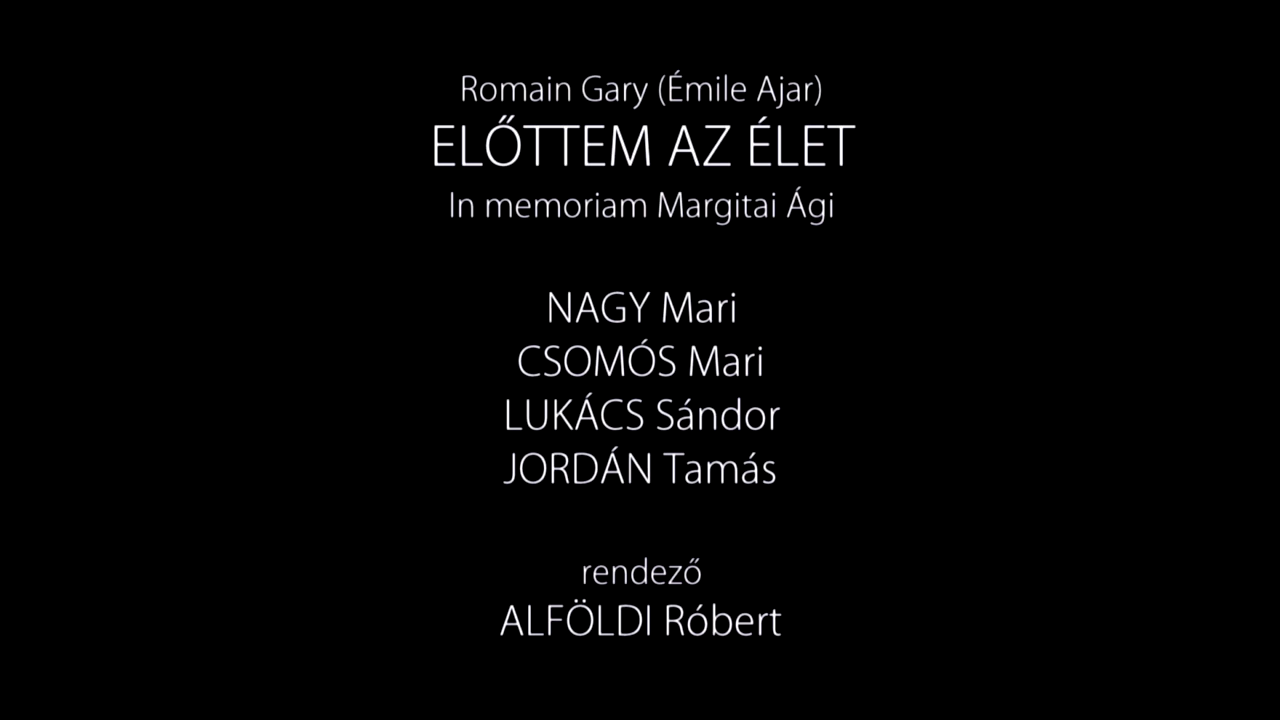 Romain Gary (Émile Ajar)
ELŐTTEM AZ ÉLET
In memoriam Margitai Ági
NAGY Mari
CSOMÓS Mari
LUKÁCS Sándor
JORDÁN Tamás
rendező
ALFÖLDI Róbert